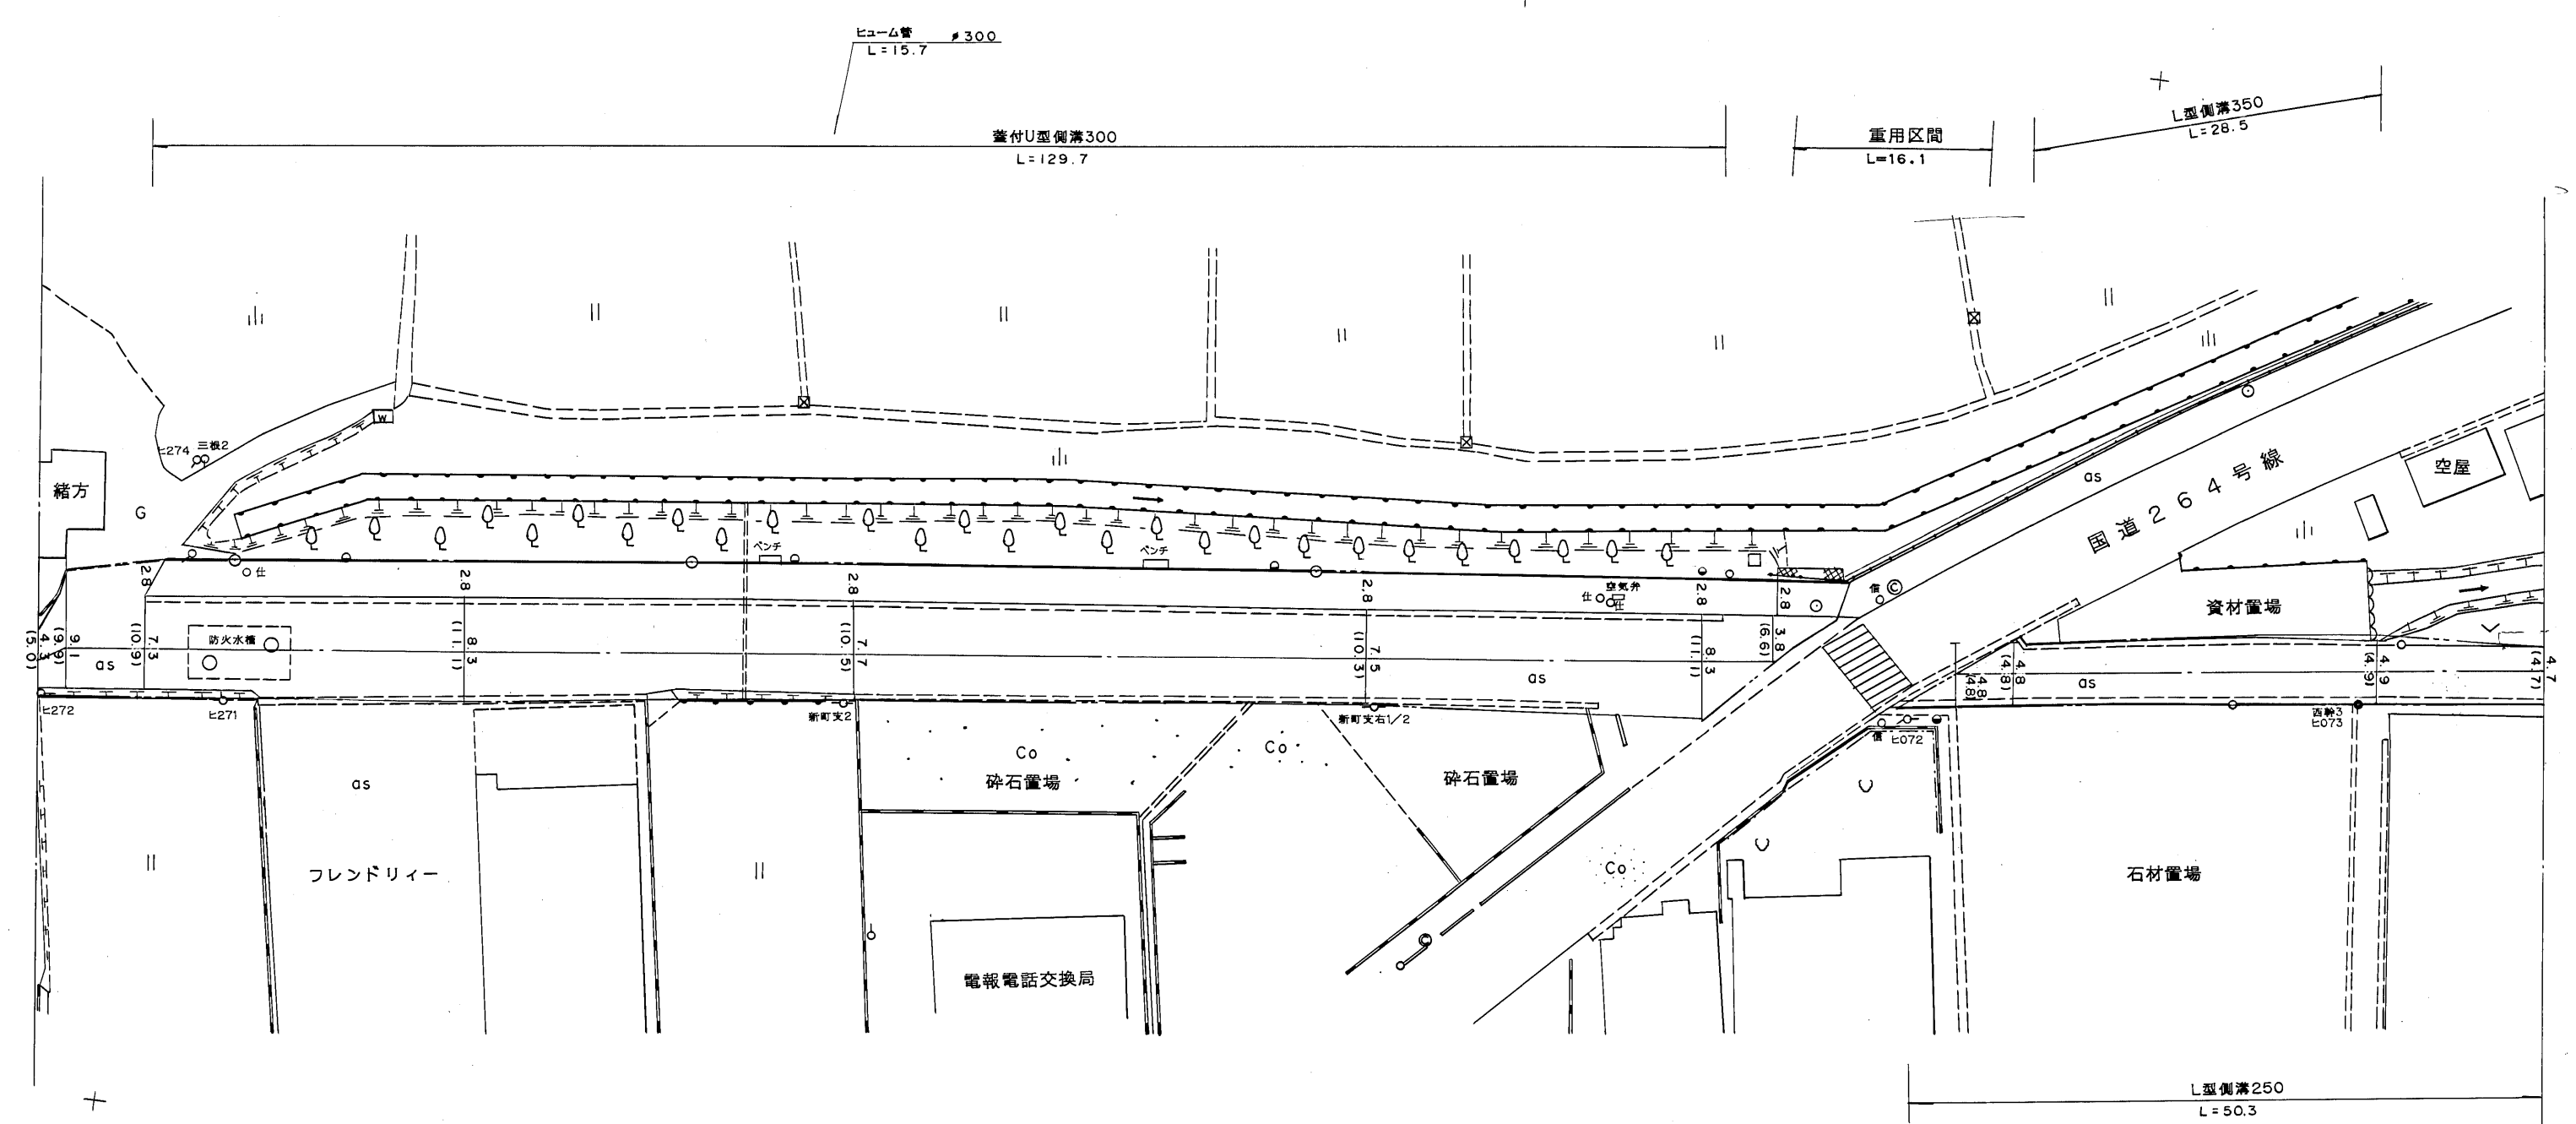 ヒューム管 φ300
L=15.7
蓋付U型側溝300
L=129.7
重用区間
L=16.1
L型側溝350
L=28.5
W
ヒ274
三根2
緒方
G
仕
ベンチ
ベンチ
空気弁
仕
仕
信
C
as
国道264号線
空屋
資材置場
2.8
2.8
2.8
2.8
2.8
2.8
4.3
(5.0)
9.1
(9.9)
7.3
(10.9)
8.3
(11.1)
7.7
(10.5)
7.5
(10.3)
8.3
(11.1)
3.8
(6.6)
4.8
(4.8)
4.8
(4.8)
4.9
(4.9)
4.7
(4.7)
防火水槽
as
as
as
ヒ272
ヒ271
新町支2
新町支右1/2
信
ヒ072
西幹3
ヒ073
as
フレンドリィー
Co
砕石置場
Co
砕石置場
Co
石材置場
電報電話交換局
L型側溝250
L=50.3